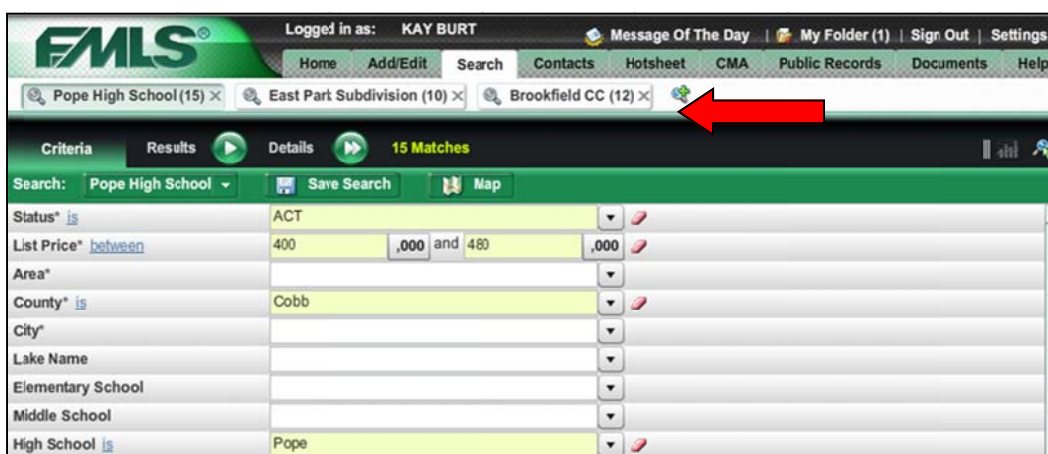 FMLS®
Logged in as: KAY BURT
Message Of The Day | My Folder (1) | Sign Out | Settings
Home Add/Edit Search Contacts Hotsheet CMA Public Records Documents Help
Pope High School (15) × East Part Subdivision (10) × Brookfield CC (12) ×
Criteria Results Details 15 Matches
Search: Pope High School Save Search Map
Status* is ACT
List Price* between 400 ,000 and 480 ,000
Area*
County* is Cobb
City*
Lake Name
Elementary School
Middle School
High School is Pope